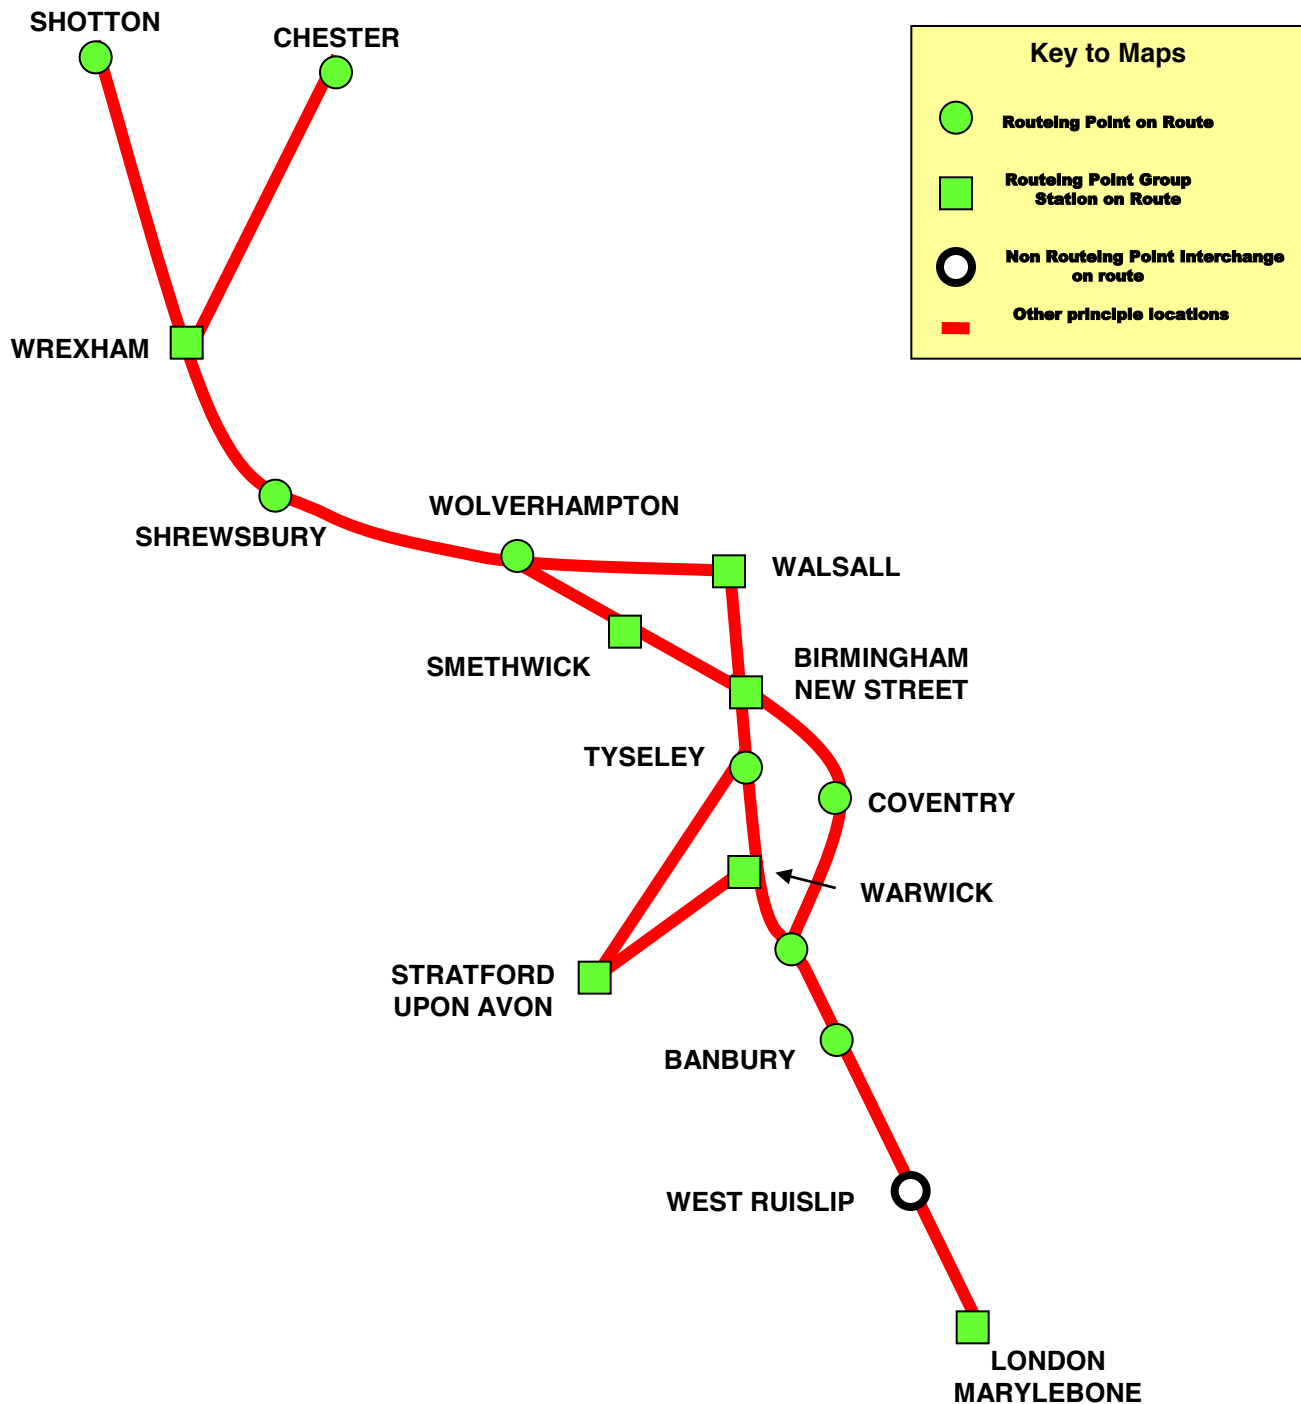 SHOTTON
CHESTER
Key to Maps
Routeing Point on Route
Routeing Point Group
Station on Route
Non Routeing Point Interchange
on route
Other principle locations
WREXHAM
SHREWSBURY
WOLVERHAMPTON
WALSALL
SMETHWICK
BIRMINGHAM
NEW STREET
TYSELEY
COVENTRY
WARWICK
STRATFORD
UPON AVON
BANBURY
WEST RUISLIP
LONDON
MARYLEBONE